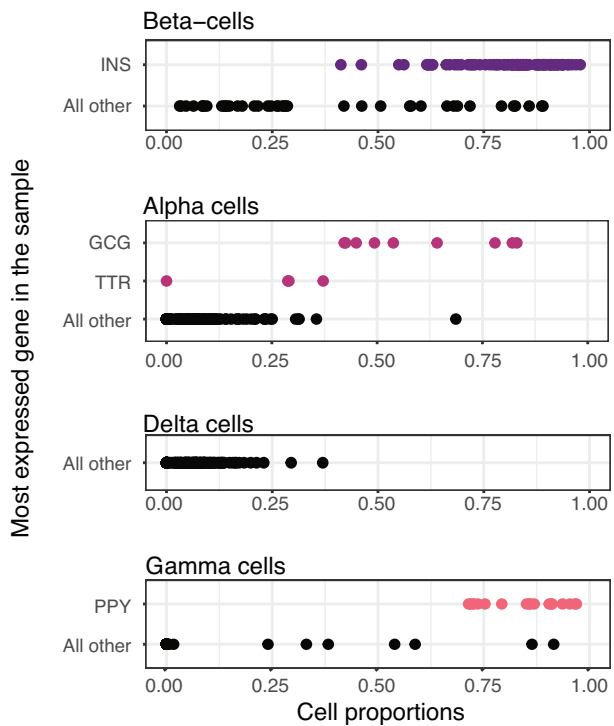 Beta-cells
INS
All other
0.00 0.25 0.50 0.75 1.00
Most expressed gene in the sample
Alpha cells
GCG
TTR
All other
0.00 0.25 0.50 0.75 1.00
Delta cells
All other
0.00 0.25 0.50 0.75 1.00
Gamma cells
PPY
All other
0.00 0.25 0.50 0.75 1.00
Cell proportions